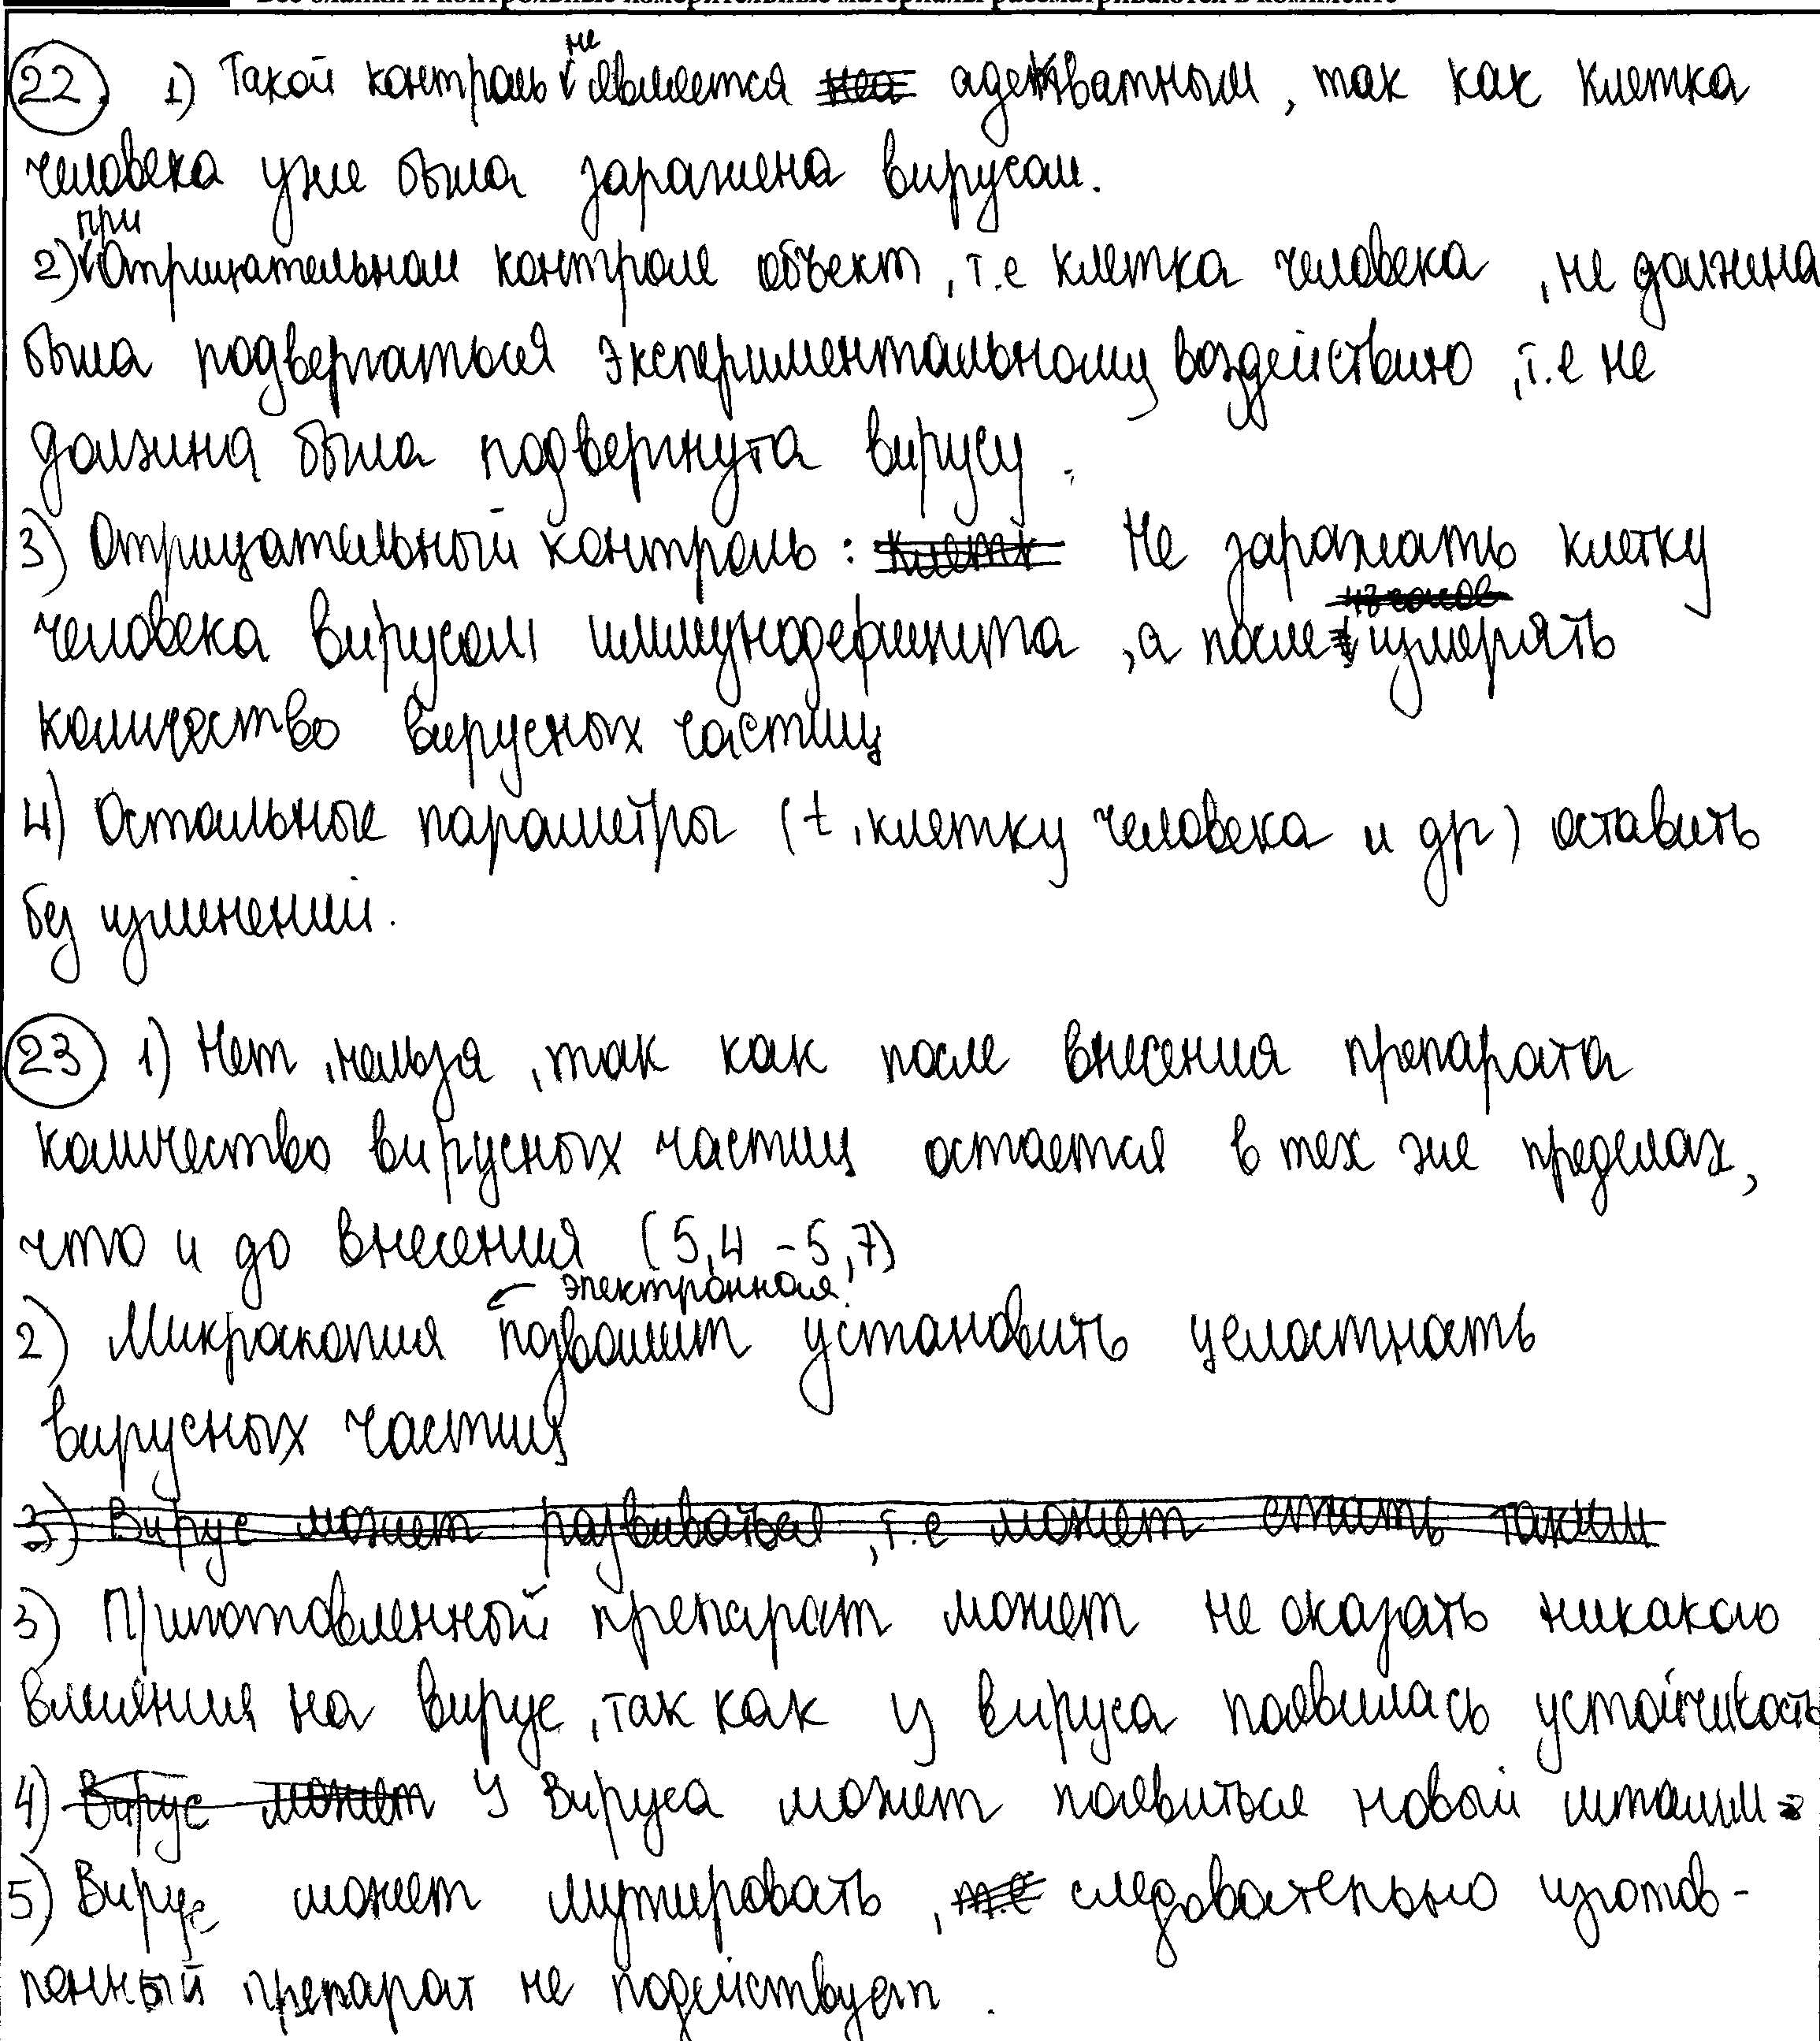 Все бланки и контрольные измерительные материалы рассматриваются в комплекте
22. 1) Такой контроль не является адекватным, так как клетка
человека уже была заражена вирусом.
2) При отрицательном контроле объект, т.е клетка человека, не должна
была подвергаться экспериментальному воздействию, т.е не
должна была подвергнута вирусу.
3) Отрицательный контроль: Не заражать клетку
человека вирусом иммунодефицита, а после измерять
количество вирусных частиц
4) Остальные параметры (t, клетку человека и др) оставить
без изменений.
23. 1) Нет, нельзя, так как после внесения препарата
количество вирусных частиц остается в тех же пределах,
что и до внесения (5,4 - 5,7)
2) Микроскопия электронная позволит установить целостность
вирусных частиц
3) Вирус может развиваться, т.е может стать таким
3) Приготовленный препарат может не оказать никакого
влияния на вирус, так как у вируса появилась устойчивость
4) Вирус может У вируса может появиться новый штамм
5) Вирус может мутировать, следовательно изготов-
ленный препарат не подействует.